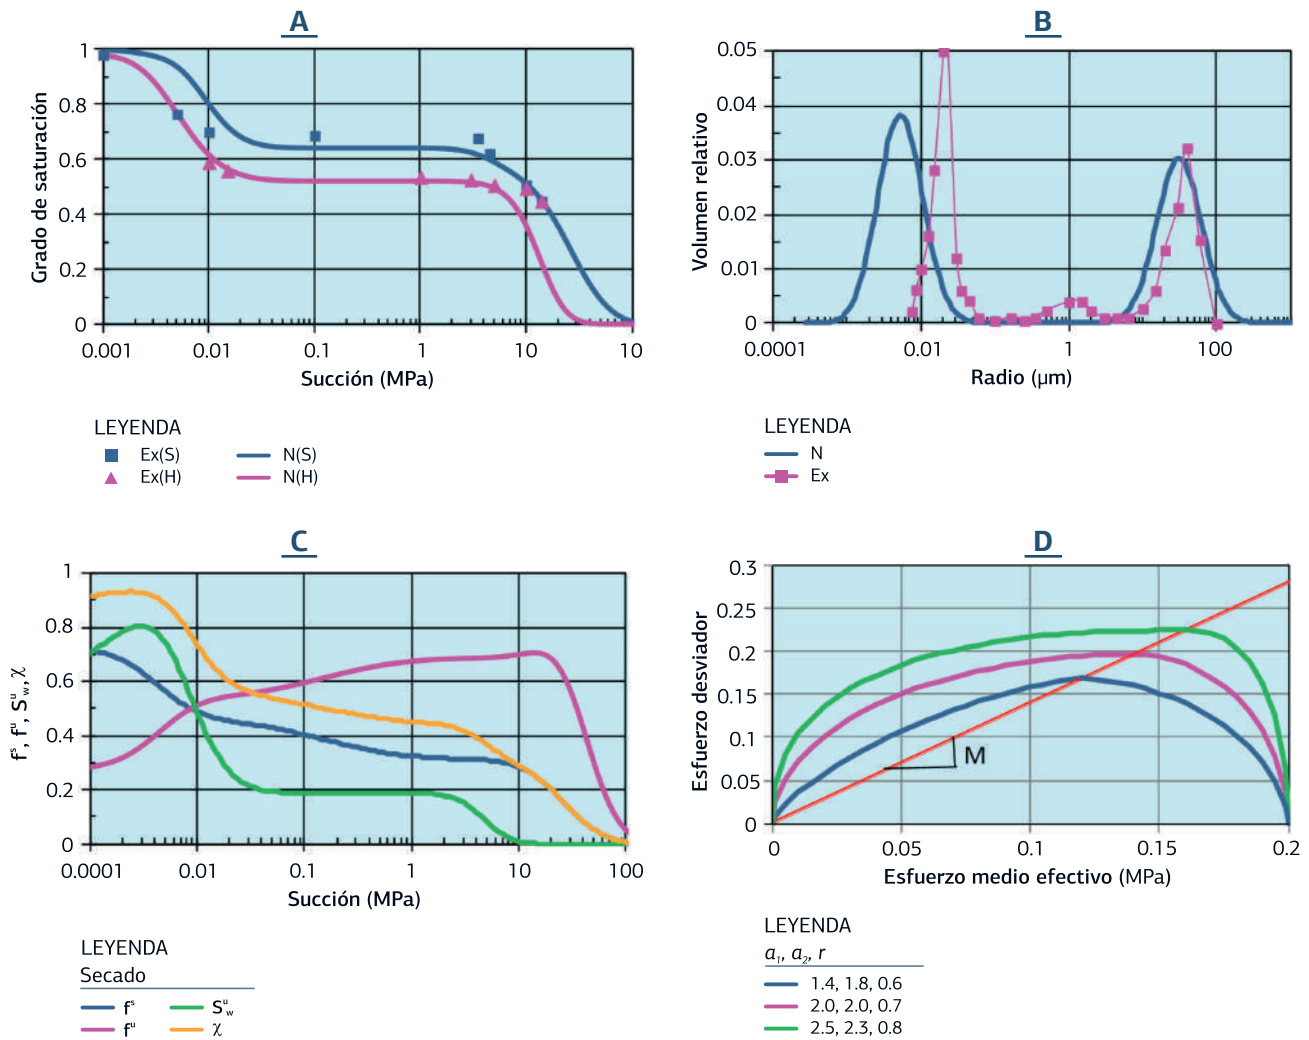 A
Grado de saturación
1
0.8
0.6
0.4
0.2
0
0.001
0.01
0.1
1
10
10
Succión (MPa)
LEYENDA
Ex(S)
N(S)
Ex(H)
N(H)
B
Volumen relativo
0.05
0.04
0.03
0.02
0.01
0
0.0001
0.01
1
100
Radio (μm)
LEYENDA
N
Ex
C
fˢ, fᵘ, Sᵘw, χ
1
0.8
0.6
0.4
0.2
0
0.0001
0.01
0.1
1
10
100
Succión (MPa)
LEYENDA
Secado
fˢ
Sᵘw
fᵘ
χ
D
Esfuerzo desviador
0.3
0.25
0.2
0.15
0.1
0.05
0
M
0
0.05
0.1
0.15
0.2
Esfuerzo medio efectivo (MPa)
LEYENDA
a₁, a₂, r
1.4, 1.8, 0.6
2.0, 2.0, 0.7
2.5, 2.3, 0.8